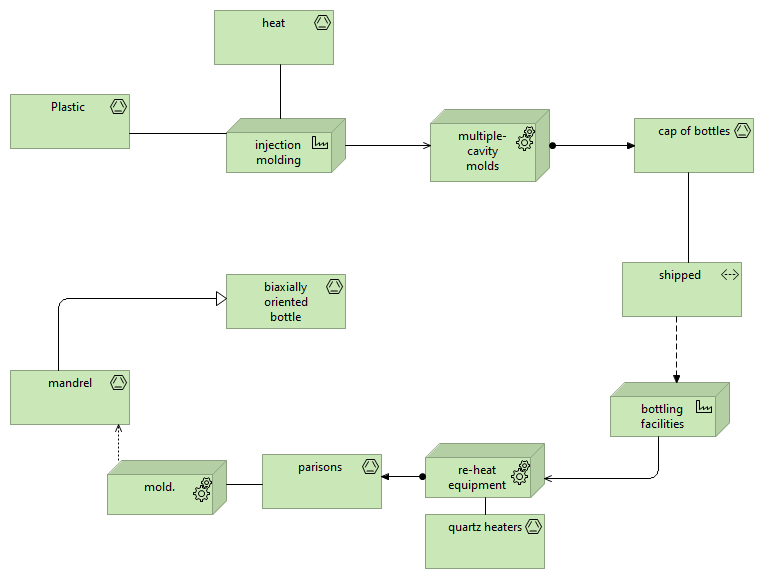 heat
Plastic
injection
molding
multiple-
cavity
molds
cap of bottles
shipped
biaxially
oriented
bottle
mandrel
bottling
facilities
mold.
parisons
re-heat
equipment
quartz heaters